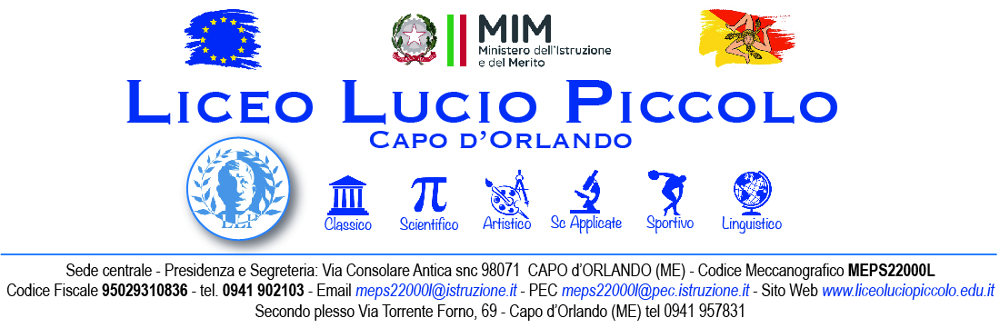 MIM
Ministero dell'Istruzione
e del Merito
LICEO LUCIO PICCOLO
CAPO D'ORLANDO
LLP
Classico Scientifico Artistico Sc Applicate Sportivo Linguistico
Sede centrale - Presidenza e Segreteria: Via Consolare Antica snc 98071 CAPO d'ORLANDO (ME) - Codice Meccanografico MEPS22000L
Codice Fiscale 95029310836 - tel. 0941 902103 - Email meps22000l@istruzione.it - PEC meps22000l@pec.istruzione.it - Sito Web www.liceoluciopiccolo.edu.it
Secondo plesso Via Torrente Forno, 69 - Capo d'Orlando (ME) tel 0941 957831